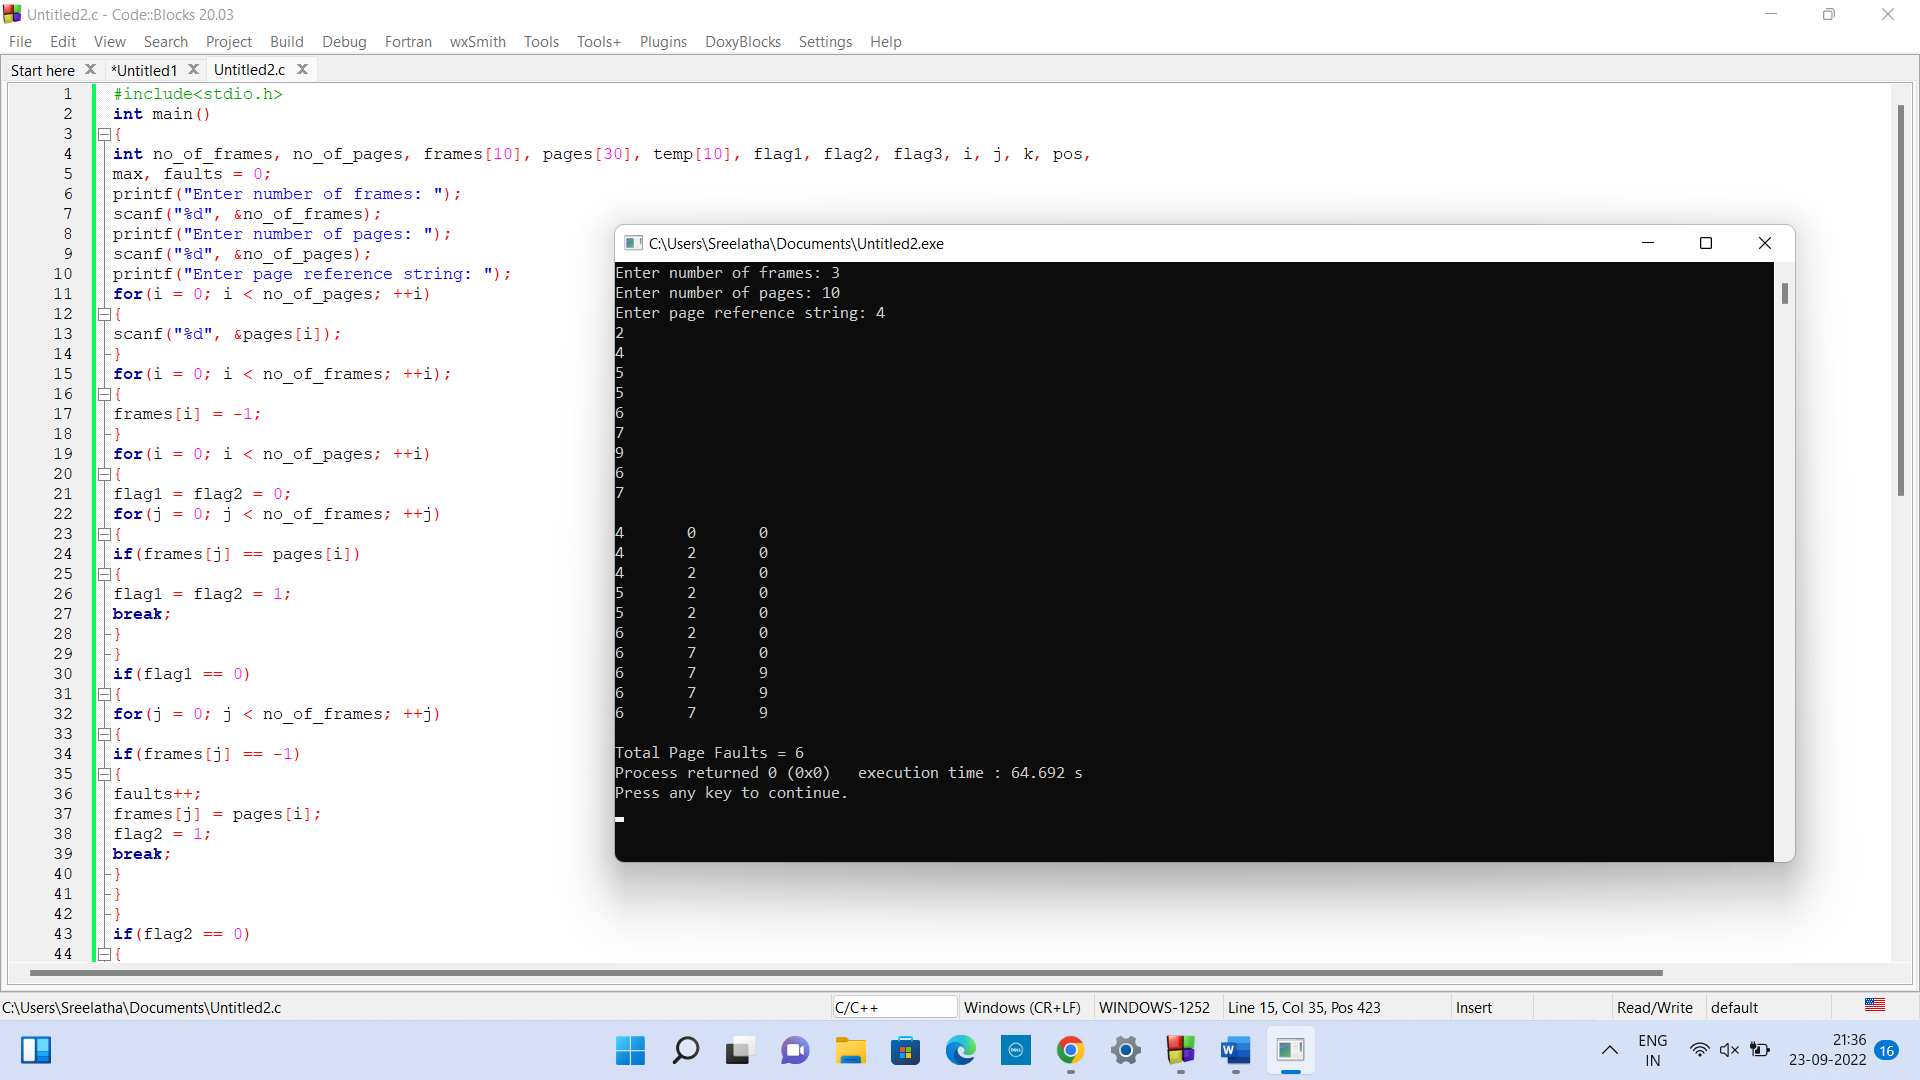 Untitled2.c - Code::Blocks 20.03
File Edit View Search Project Build Debug Fortran wxSmith Tools Tools+ Plugins DoxyBlocks Settings Help
Start here *Untitled1 Untitled2.c
1 #include<stdio.h>
2 int main()
3 {
4 int no_of_frames, no_of_pages, frames[10], pages[30], temp[10], flag1, flag2, flag3, i, j, k, pos,
5 max, faults = 0;
6 printf("Enter number of frames: ");
7 scanf("%d", &no_of_frames);
8 printf("Enter number of pages: ");
9 scanf("%d", &no_of_pages);
10 printf("Enter page reference string: ");
11 for(i = 0; i < no_of_pages; ++i)
12 {
13 scanf("%d", &pages[i]);
14 }
15 for(i = 0; i < no_of_frames; ++i);
16 {
17 frames[i] = -1;
18 }
19 for(i = 0; i < no_of_pages; ++i)
20 {
21 flag1 = flag2 = 0;
22 for(j = 0; j < no_of_frames; ++j)
23 {
24 if(frames[j] == pages[i])
25 {
26 flag1 = flag2 = 1;
27 break;
28 }
29 }
30 if(flag1 == 0)
31 {
32 for(j = 0; j < no_of_frames; ++j)
33 {
34 if(frames[j] == -1)
35 {
36 faults++;
37 frames[j] = pages[i];
38 flag2 = 1;
39 break;
40 }
41 }
42 }
43 if(flag2 == 0)
44 {
C:\Users\Sreelatha\Documents\Untitled2.exe
Enter number of frames: 3
Enter number of pages: 10
Enter page reference string: 4
2
4
5
5
6
7
9
6
7
4 0 0
4 2 0
4 2 0
5 2 0
5 2 0
6 2 0
6 7 0
6 7 9
6 7 9
6 7 9
Total Page Faults = 6
Process returned 0 (0x0) execution time : 64.692 s
Press any key to continue.
C:\Users\Sreelatha\Documents\Untitled2.c C/C++ Windows (CR+LF) WINDOWS-1252 Line 15, Col 35, Pos 423 Insert Read/Write default
ENG
IN
21:36
23-09-2022
16